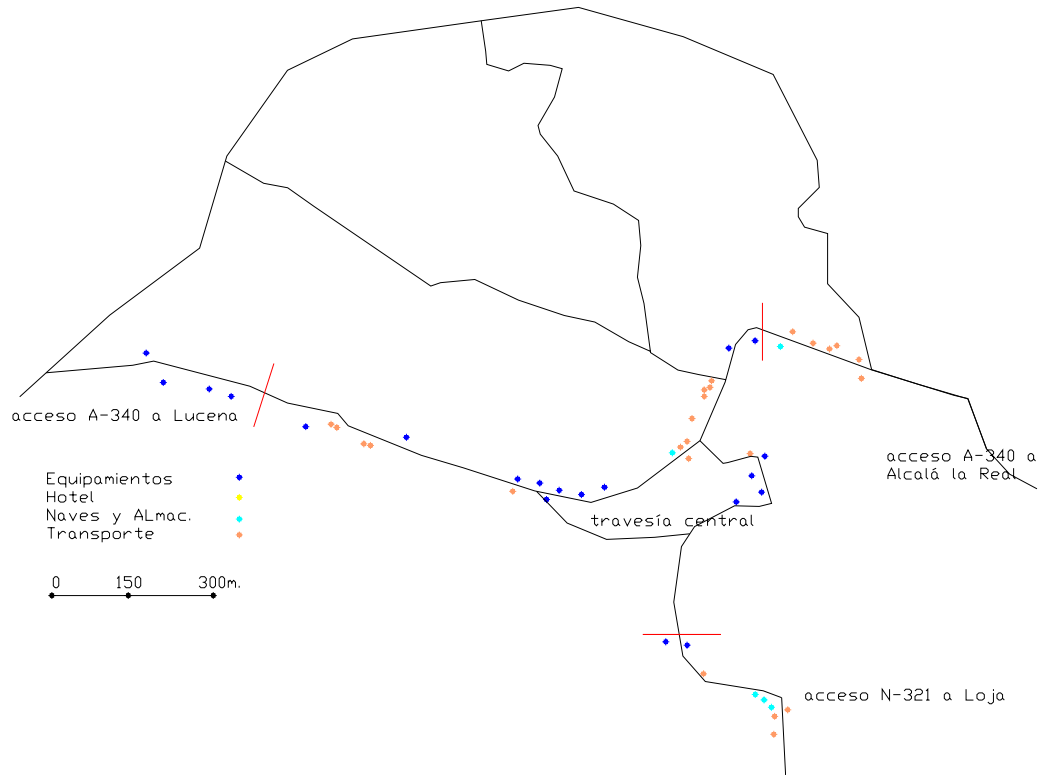 acceso A-340 a Lucena
acceso A-340 a
Alcalá la Real
Equipamientos
Hotel
Naves y ALmac.
Transporte
travesía central
0 150 300m.
acceso N-321 a Loja